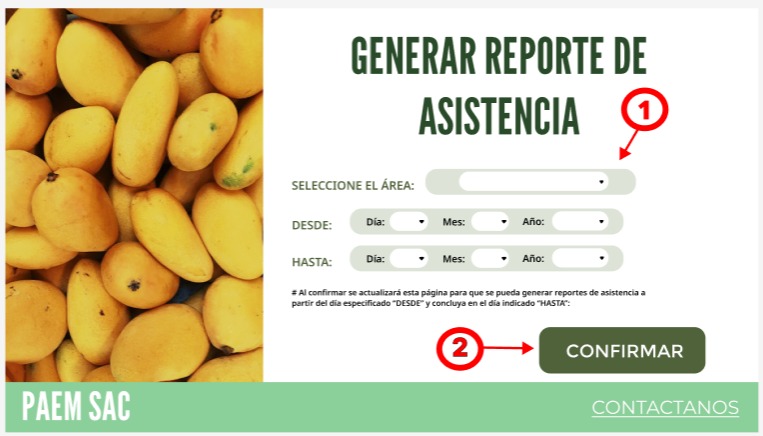 GENERAR REPORTE DE
ASISTENCIA
1
SELECCIONE EL ÁREA:
DESDE: Día: Mes: Año:
HASTA: Día: Mes: Año:
# Al confirmar se actualizará esta página para que se pueda generar reportes de asistencia a
partir del día especificado "DESDE" y concluya en el día indicado "HASTA":
2
CONFIRMAR
PAEM SAC
CONTACTANOS